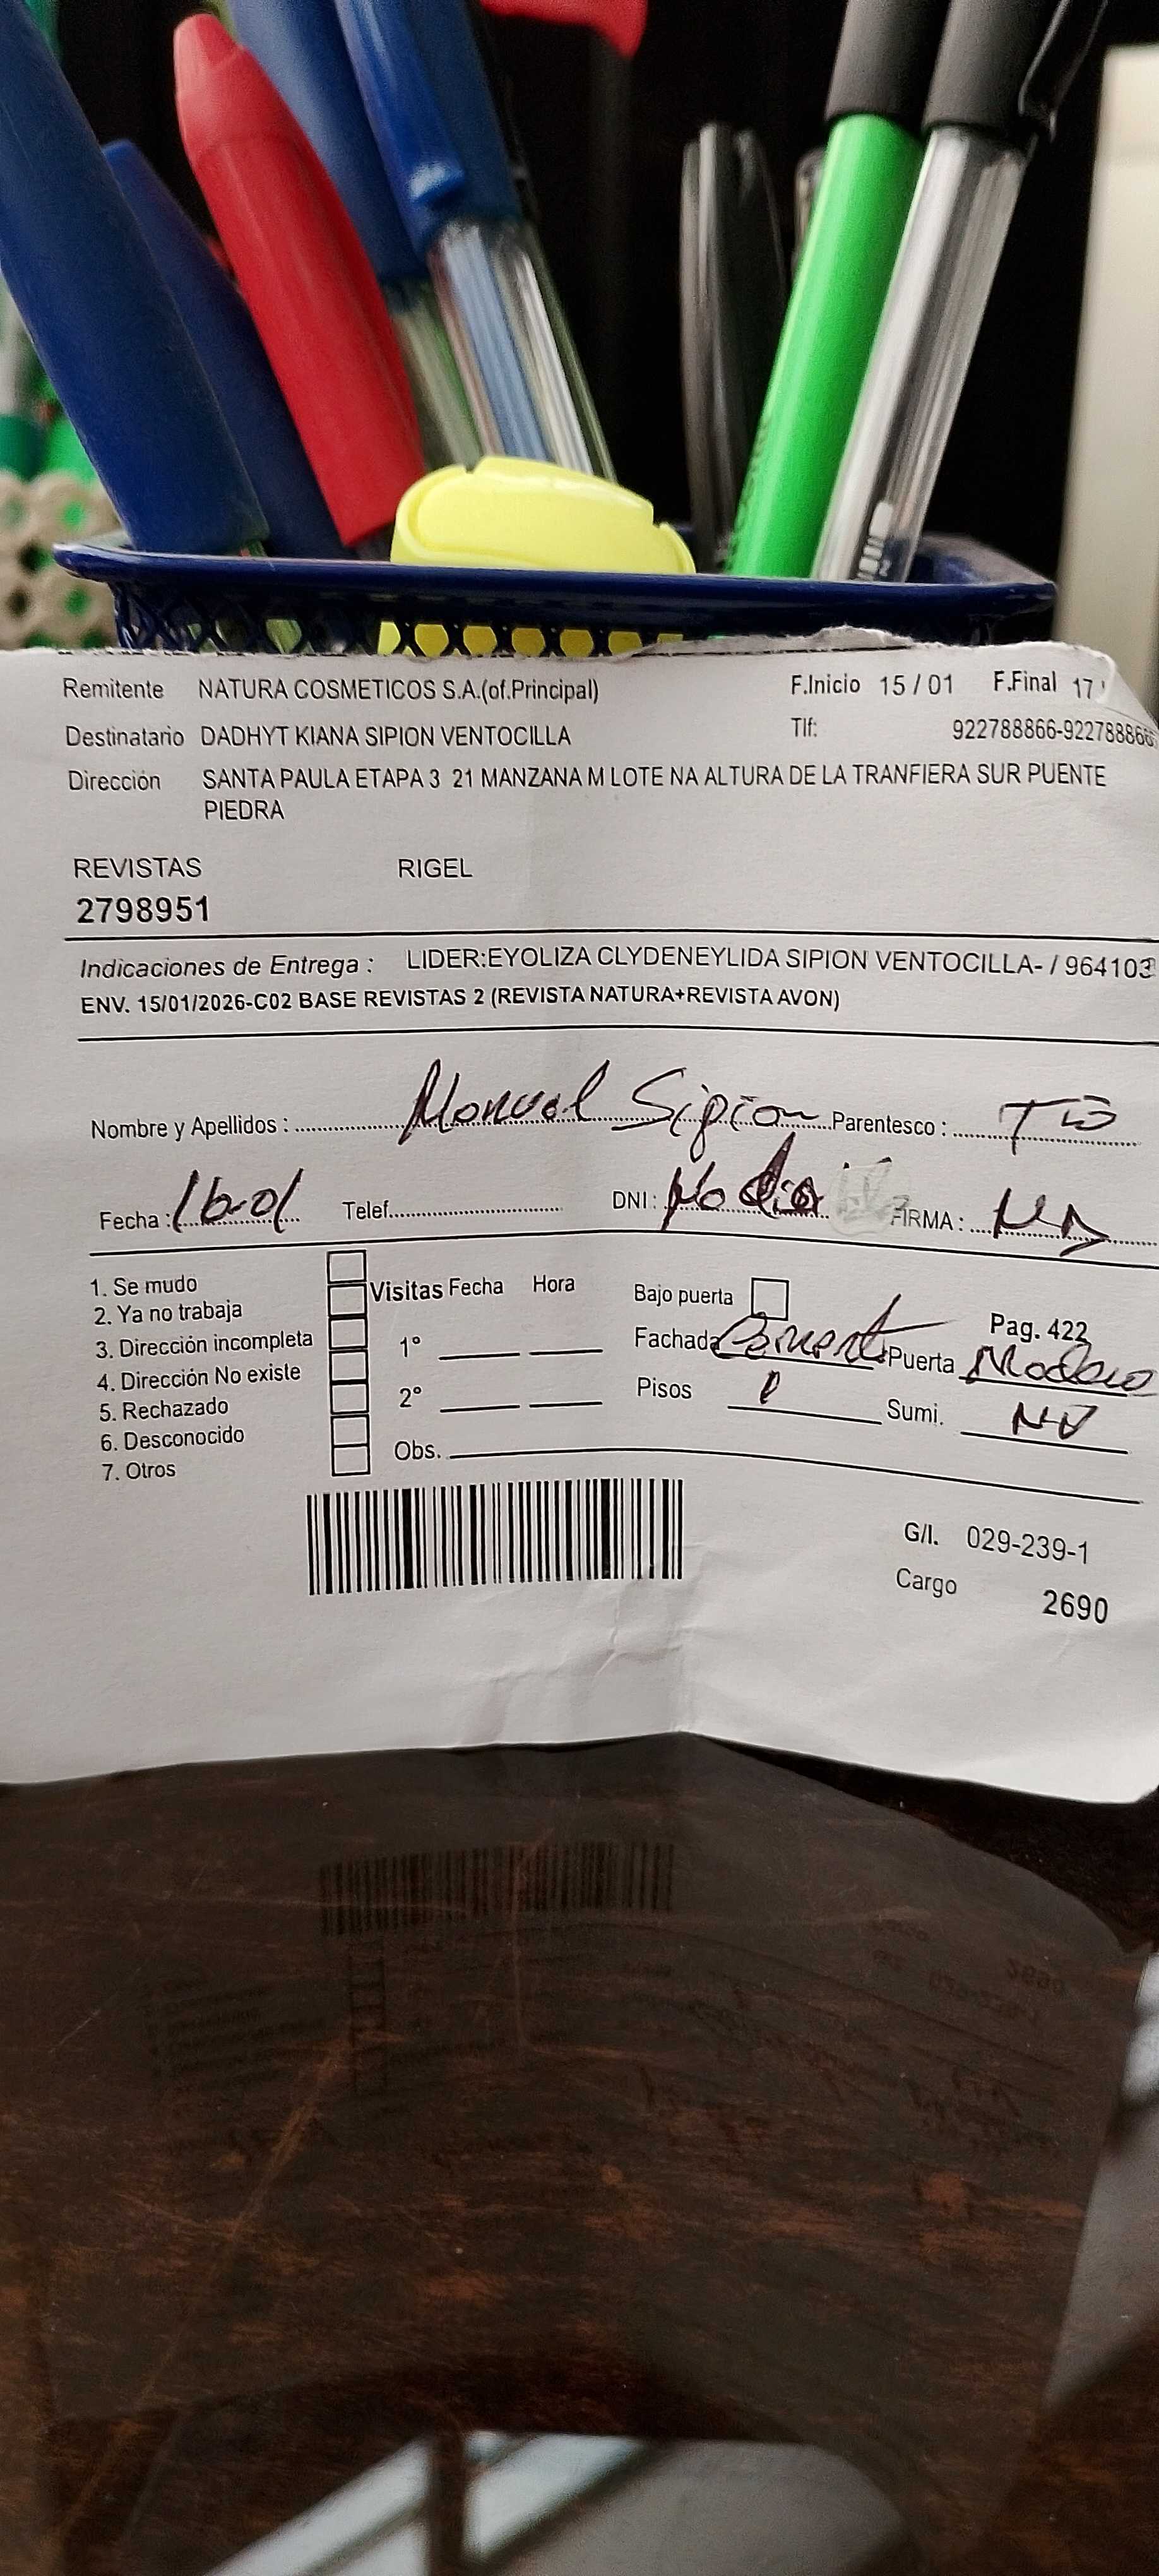 Remitente NATURA COSMETICOS S.A.(of.Principal) F.Inicio 15 / 01 F.Final 17
Destinatario DADHYT KIANA SIPION VENTOCILLA Tlf: 922788866-922788866
Dirección SANTA PAULA ETAPA 3 21 MANZANA M LOTE NA ALTURA DE LA TRANFIERA SUR PUENTE
PIEDRA
REVISTAS RIGEL
2798951
Indicaciones de Entrega : LIDER:EYOLIZA CLYDENEYLIDA SIPION VENTOCILLA- / 964103
ENV. 15/01/2026-C02 BASE REVISTAS 2 (REVISTA NATURA+REVISTA AVON)
Nombre y Apellidos : Manuel Sipion Parentesco : Tio
Fecha : 16-01 Telef. DNI : No dio FIRMA :
1. Se mudo
2. Ya no trabaja
3. Dirección incompleta
4. Dirección No existe
5. Rechazado
6. Desconocido
7. Otros
Visitas Fecha Hora
1°
2°
Obs.
Bajo puerta
Pag. 422
Fachada Puerta
Pisos 1 Sumi.
G/I. 029-239-1
Cargo 2690